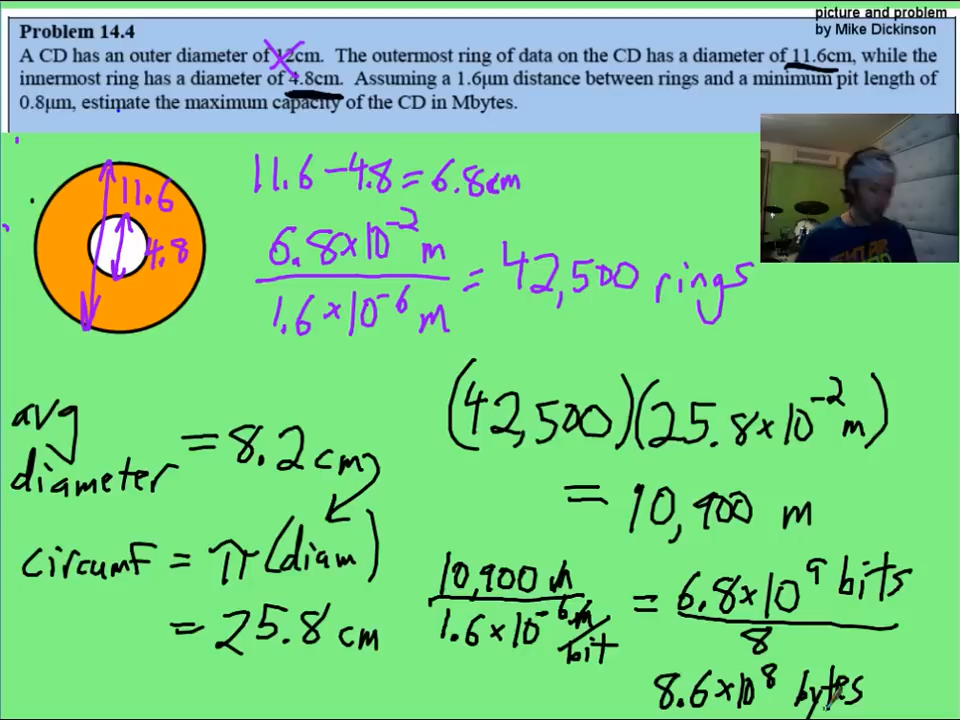 picture and problem
by Mike Dickinson
Problem 14.4
A CD has an outer diameter of 12cm. The outermost ring of data on the CD has a diameter of 11.6cm, while the
innermost ring has a diameter of 4.8cm. Assuming a 1.6μm distance between rings and a minimum pit length of
0.8μm, estimate the maximum capacity of the CD in Mbytes.
11.6
4.8
11.6 - 4.8 = 6.8cm
6.8×10⁻² m / 1.6×10⁻⁶ m = 42,500 rings
avg
diameter = 8.2 cm
circumf = π(diam)
= 25.8 cm
(42,500)(25.8×10⁻² m)
= 10,900 m
10,900 m / 1.6×10⁻⁶ m/bit = 6.8×10⁹ bits / 8
8.6×10⁸ bytes